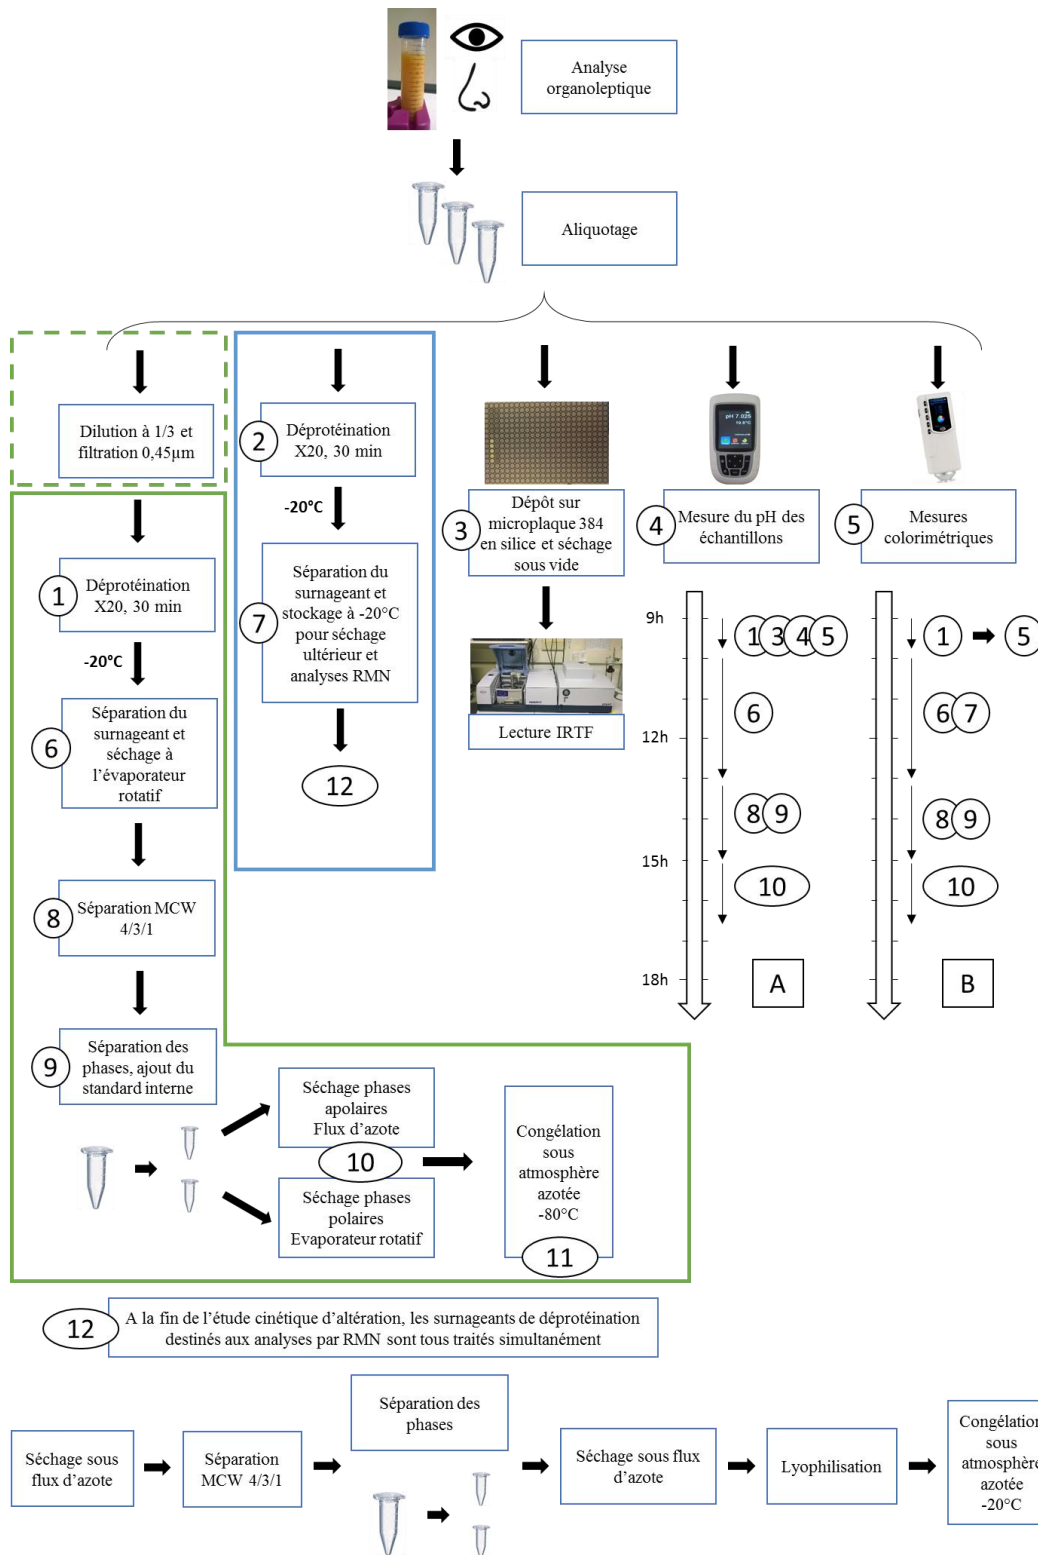 Analyse
organoleptique
Aliquotage
Dilution à 1/3 et
filtration 0,45µm
1
Déprotéination
X20, 30 min
-20°C
6
Séparation du
surnageant et
séchage à
l'évaporateur
rotatif
8
Séparation MCW
4/3/1
9
Séparation des
phases, ajout du
standard interne
2
Déprotéination
X20, 30 min
-20°C
7
Séparation du
surnageant et
stockage à -20°C
pour séchage
ultérieur et
analyses RMN
12
3
Dépôt sur
microplaque 384
en silice et séchage
sous vide
Lecture IRTF
pH 7.025
4
Mesure du pH des
échantillons
5
Mesures
colorimétriques
9h
12h
15h
18h
1 3 4 5
6
8 9
10
A
1 5
6 7
8 9
10
B
Séchage phases
apolaires
Flux d'azote
10
Séchage phases
polaires
Evaporateur rotatif
Congélation
sous
atmosphère
azotée
-80°C
11
12
A la fin de l'étude cinétique d'altération, les surnageants de déprotéination
destinés aux analyses par RMN sont tous traités simultanément
Séchage sous
flux d'azote
Séparation
MCW 4/3/1
Séparation des
phases
Séchage sous flux
d'azote
Lyophilisation
Congélation
sous
atmosphère
azotée
-20°C